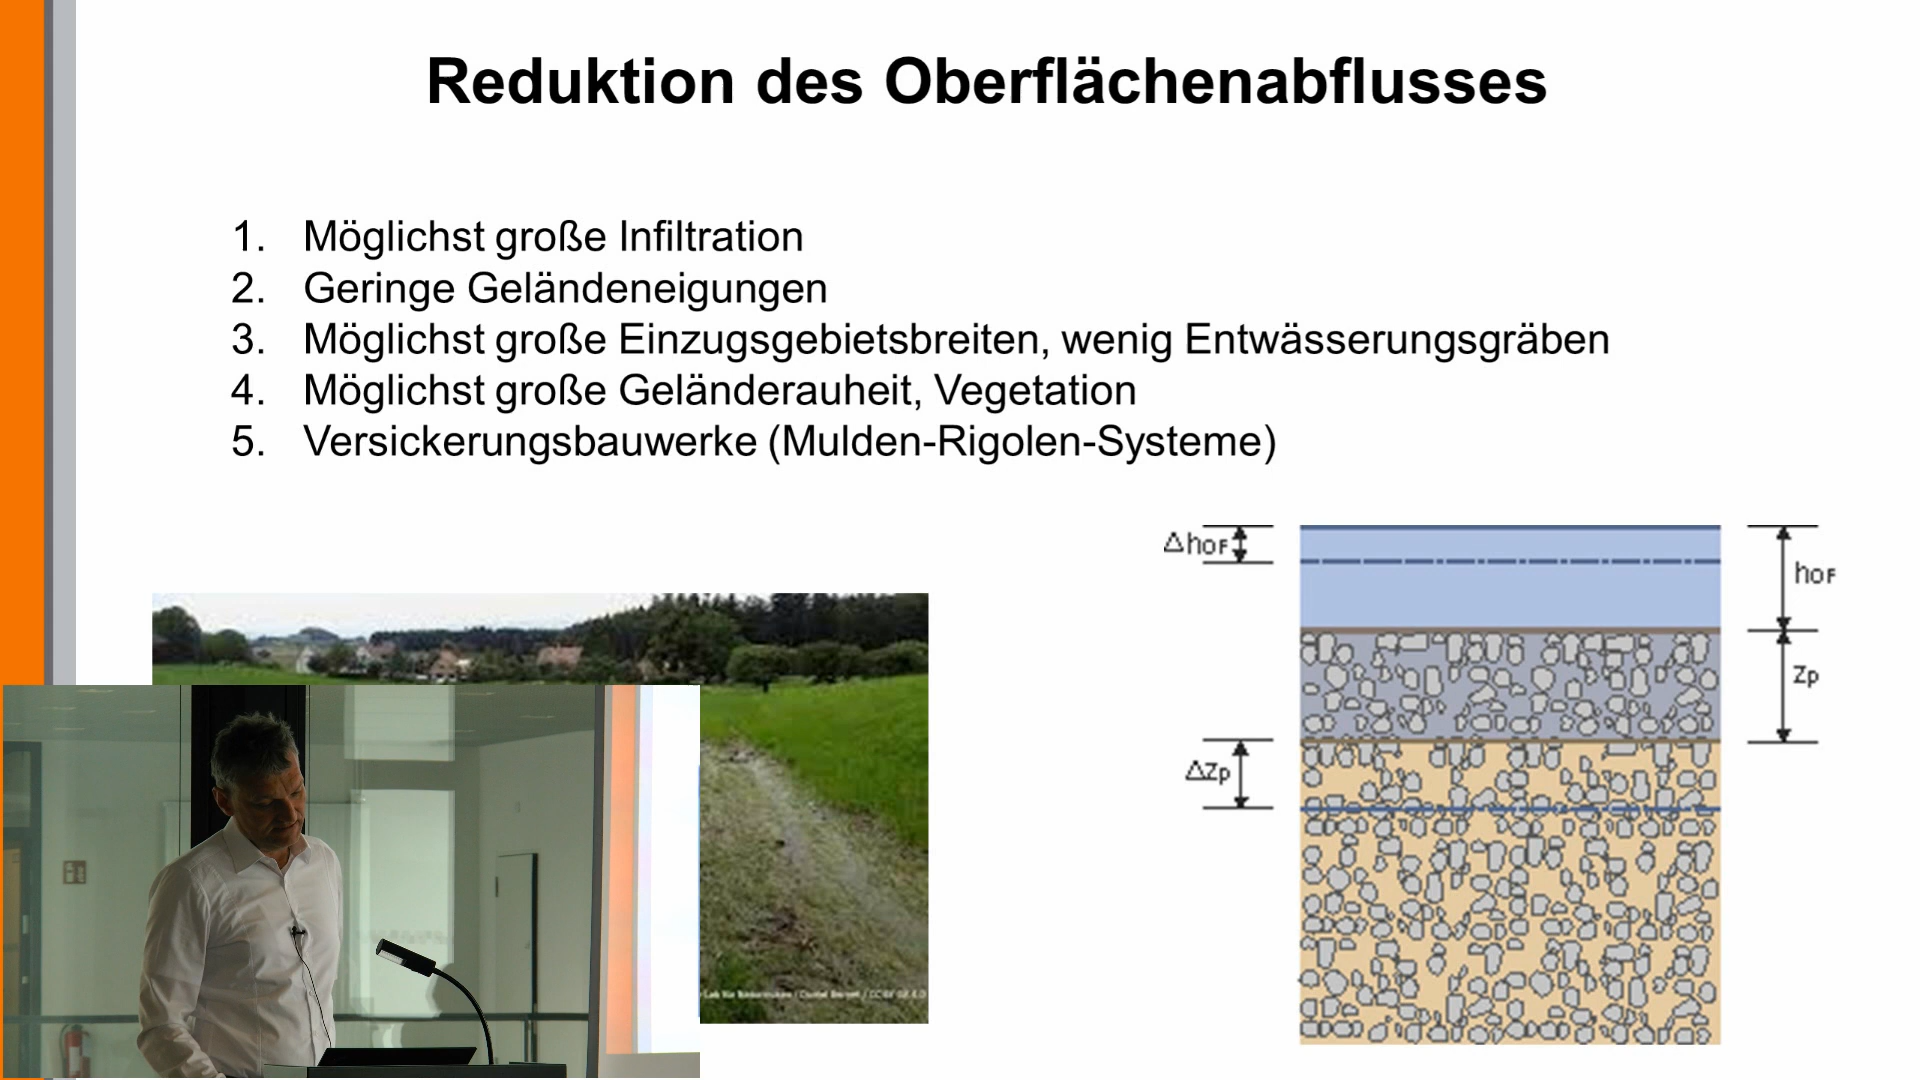 Reduktion des Oberflächenabflusses
1. Möglichst große Infiltration
2. Geringe Geländeneigungen
3. Möglichst große Einzugsgebietsbreiten, wenig Entwässerungsgräben
4. Möglichst große Geländerauheit, Vegetation
5. Versickerungsbauwerke (Mulden-Rigolen-Systeme)
ΔhOF
hOF
zp
Δzp